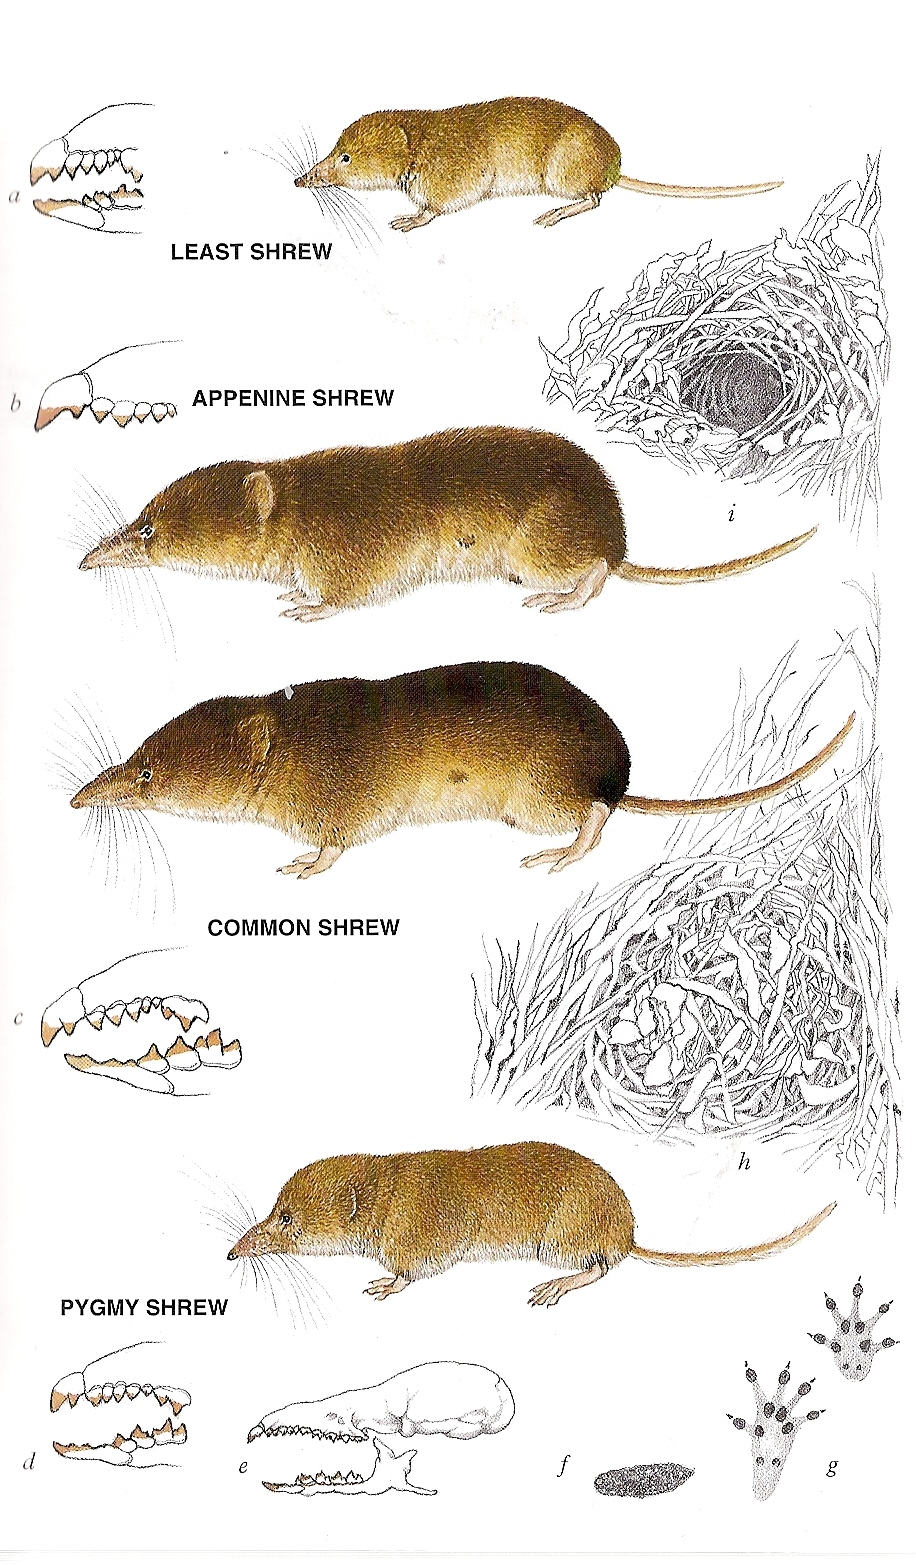 a
LEAST SHREW
b
APPENINE SHREW
i
COMMON SHREW
c
h
PYGMY SHREW
d
e
f
g